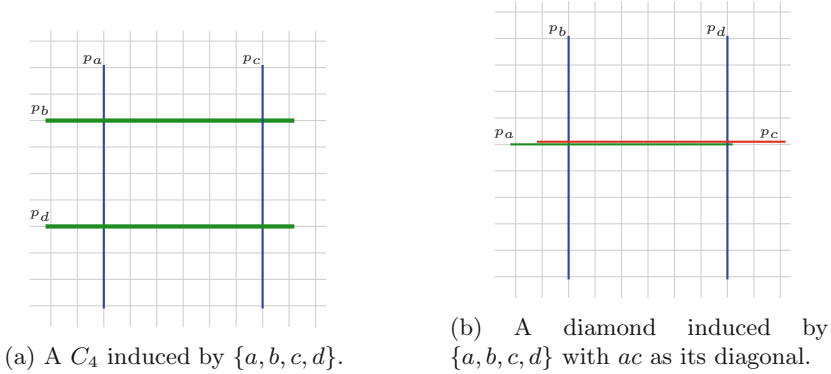 p_a
p_c
p_b
p_d
(a) A C_4 induced by {a, b, c, d}.
p_b
p_d
p_a
p_c
(b) A diamond induced by
{a, b, c, d} with ac as its diagonal.